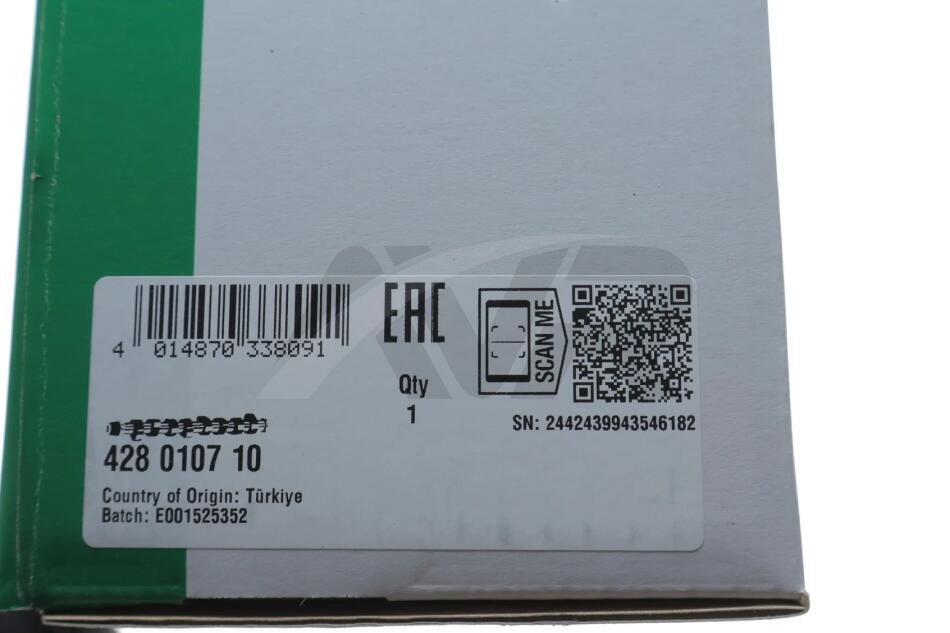 AVP
4 014870 338091
EAC
SCAN ME
Qty
1
SN: 2442439943546182
428 0107 10
Country of Origin: Türkiye
Batch: E001525352